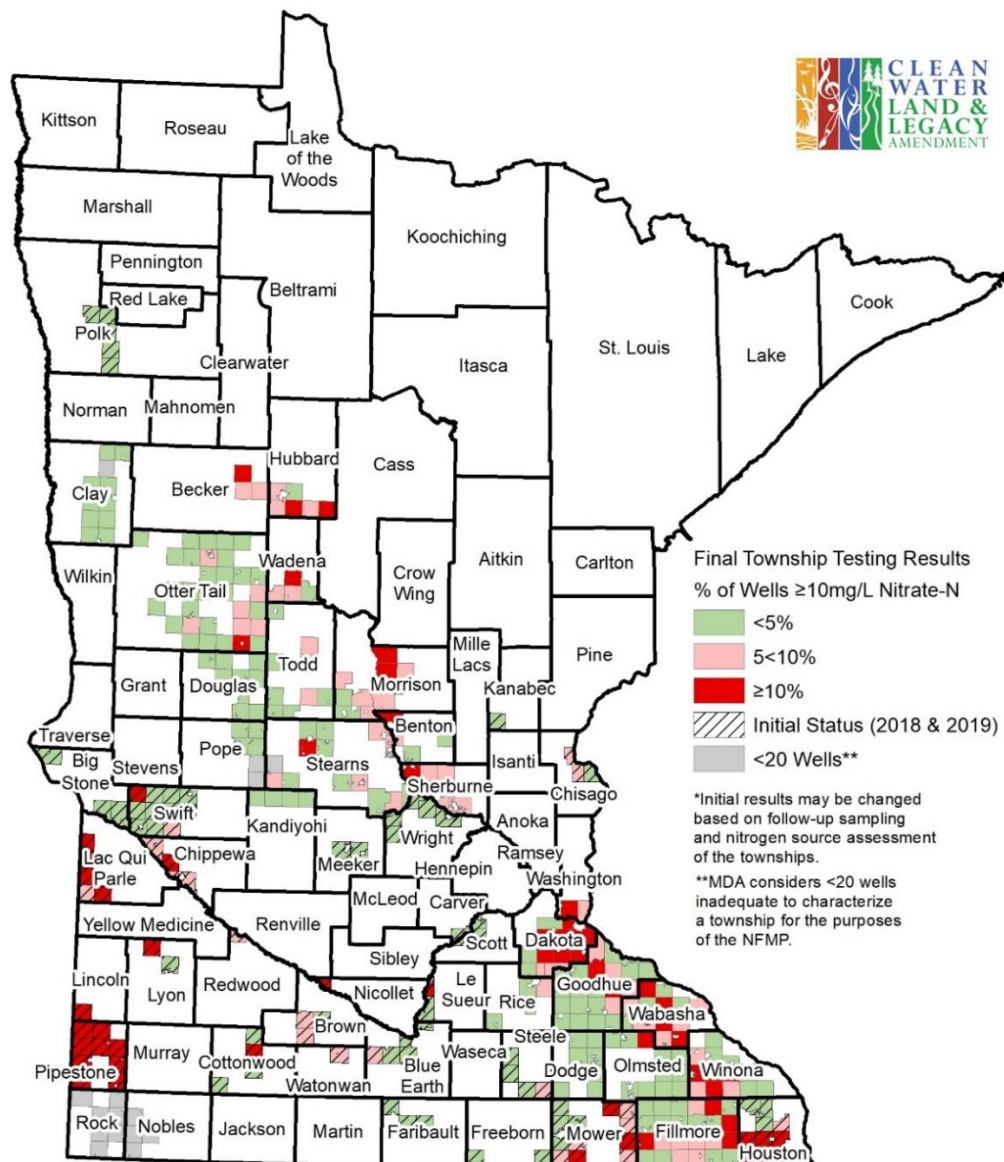 CLEAN
WATER
LAND &
LEGACY
AMENDMENT
Kittson
Roseau
Lake
of the
Woods
Marshall
Koochiching
Pennington
Beltrami
Red Lake
Cook
Polk
St. Louis
Lake
Clearwater
Itasca
Norman
Mahnomen
Hubbard
Cass
Clay
Becker
Wadena
Aitkin
Carlton
Wilkin
Otter Tail
Crow
Wing
Final Township Testing Results
% of Wells ≥10mg/L Nitrate-N
<5%
5<10%
≥10%
Initial Status (2018 & 2019)
<20 Wells**
*Initial results may be changed
based on follow-up sampling
and nitrogen source assessment
of the townships.
**MDA considers <20 wells
inadequate to characterize
a township for the purposes
of the NFMP.
Mille
Lacs
Pine
Todd
Grant
Douglas
Morrison
Kanabec
Benton
Traverse
Pope
Big
Stone
Stevens
Stearns
Isanti
Sherburne
Chisago
Swift
Kandiyohi
Wright
Anoka
Lac Qui
Parle
Chippewa
Meeker
Hennepin
Ramsey
Washington
McLeod
Carver
Yellow Medicine
Renville
Scott
Dakota
Sibley
Lincoln
Lyon
Redwood
Nicollet
Le
Sueur
Rice
Goodhue
Wabasha
Brown
Steele
Pipestone
Murray
Cottonwood
Watonwan
Blue
Earth
Waseca
Dodge
Olmsted
Winona
Rock
Nobles
Jackson
Martin
Faribault
Freeborn
Mower
Fillmore
Houston